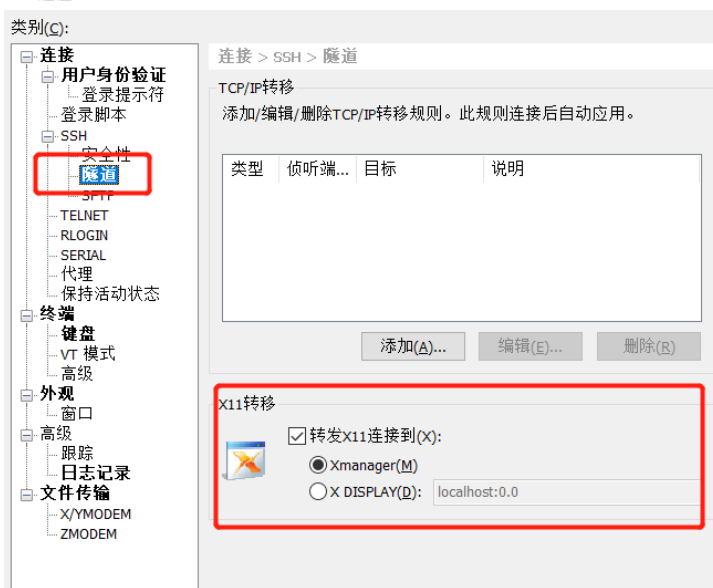 类别(C):
连接
用户身份验证
登录提示符
登录脚本
SSH
安全性
隧道
SFTP
TELNET
RLOGIN
SERIAL
代理
保持活动状态
终端
键盘
VT 模式
高级
外观
窗口
高级
跟踪
日志记录
文件传输
X/YMODEM
ZMODEM
连接 > SSH > 隧道
TCP/IP转移
添加/编辑/删除TCP/IP转移规则。此规则连接后自动应用。
类型 侦听端... 目标 说明
添加(A)... 编辑(E)... 删除(R)
X11转移
转发X11连接到(X):
Xmanager(M)
X DISPLAY(D): localhost:0.0